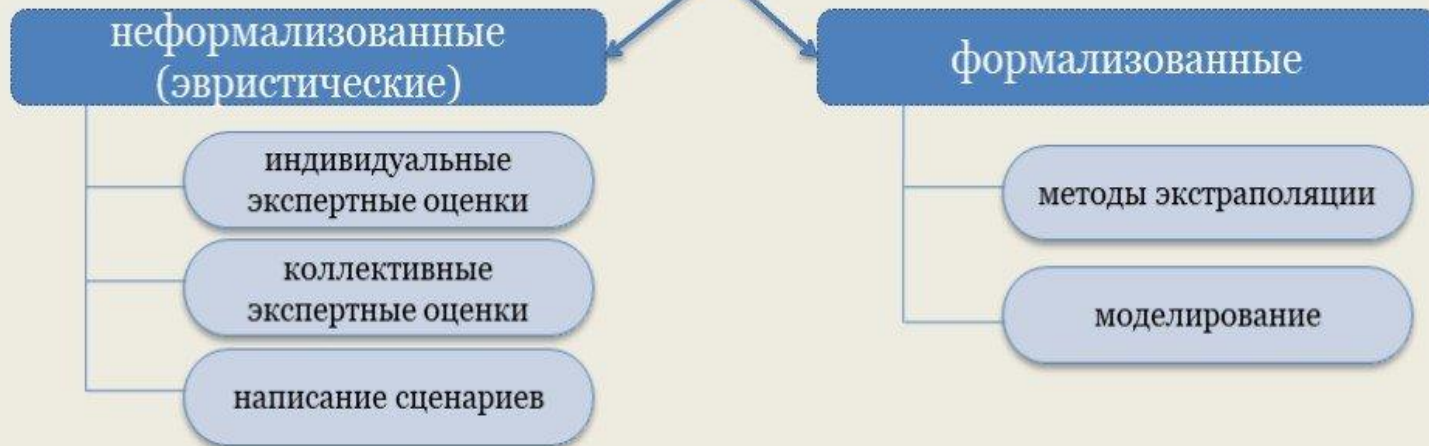 неформализованные
(эвристические)
индивидуальные
экспертные оценки
коллективные
экспертные оценки
написание сценариев
формализованные
методы экстраполяции
моделирование